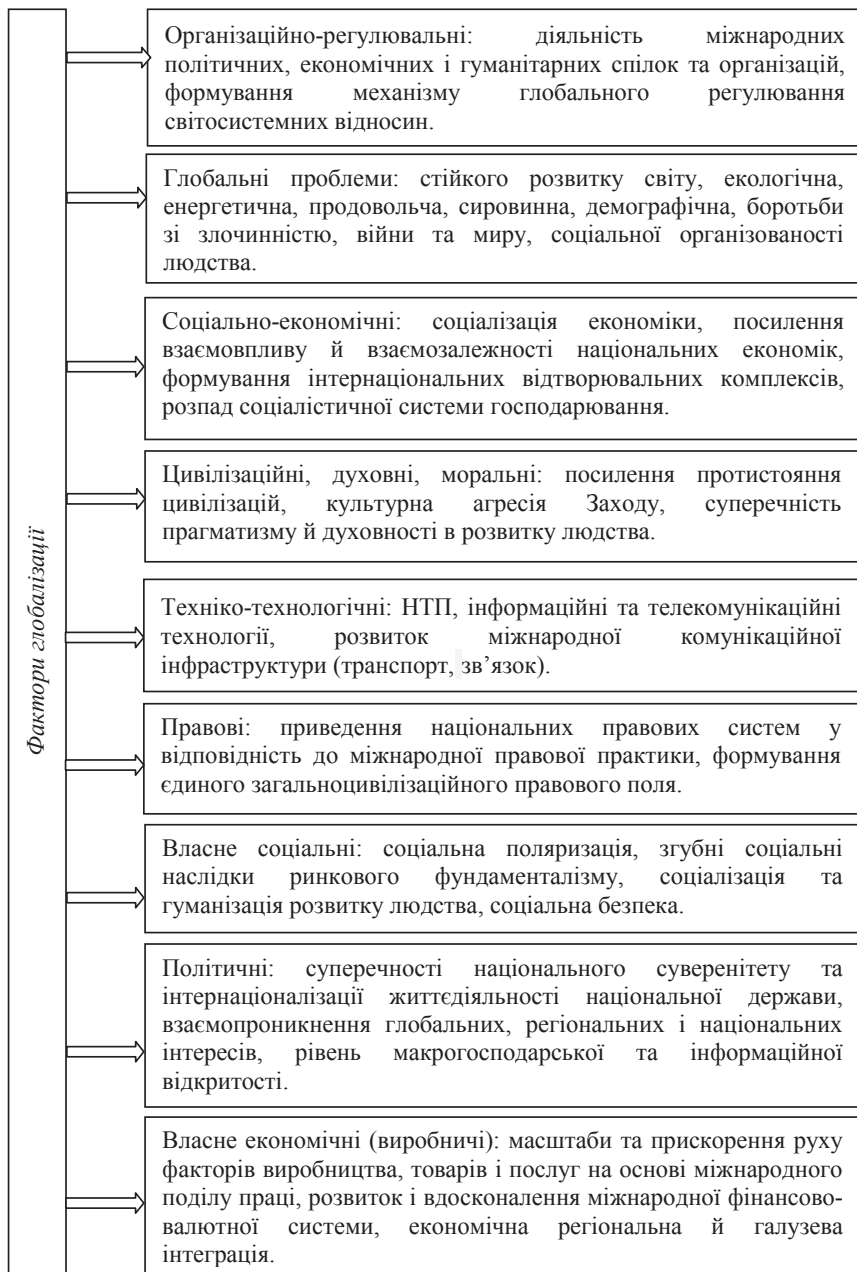 Фактори глобалізації
Організаційно-регулювальні: діяльність міжнародних
політичних, економічних і гуманітарних спілок та організацій,
формування механізму глобального регулювання
світосистемних відносин.
Глобальні проблеми: стійкого розвитку світу, екологічна,
енергетична, продовольча, сировинна, демографічна, боротьби
зі злочинністю, війни та миру, соціальної організованості
людства.
Соціально-економічні: соціалізація економіки, посилення
взаємовпливу й взаємозалежності національних економік,
формування інтернаціональних відтворювальних комплексів,
розпад соціалістичної системи господарювання.
Цивілізаційні, духовні, моральні: посилення протистояння
цивілізацій, культурна агресія Заходу, суперечність
прагматизму й духовності в розвитку людства.
Техніко-технологічні: НТП, інформаційні та телекомунікаційні
технології, розвиток міжнародної комунікаційної
інфраструктури (транспорт, зв’язок).
Правові: приведення національних правових систем у
відповідність до міжнародної правової практики, формування
єдиного загальноцивілізаційного правового поля.
Власне соціальні: соціальна поляризація, згубні соціальні
наслідки ринкового фундаменталізму, соціалізація та
гуманізація розвитку людства, соціальна безпека.
Політичні: суперечності національного суверенітету та
інтернаціоналізації життєдіяльності національної держави,
взаємопроникнення глобальних, регіональних і національних
інтересів, рівень макрогосподарської та інформаційної
відкритості.
Власне економічні (виробничі): масштаби та прискорення руху
факторів виробництва, товарів і послуг на основі міжнародного
поділу праці, розвиток і вдосконалення міжнародної фінансово-
валютної системи, економічна регіональна й галузева
інтеграція.